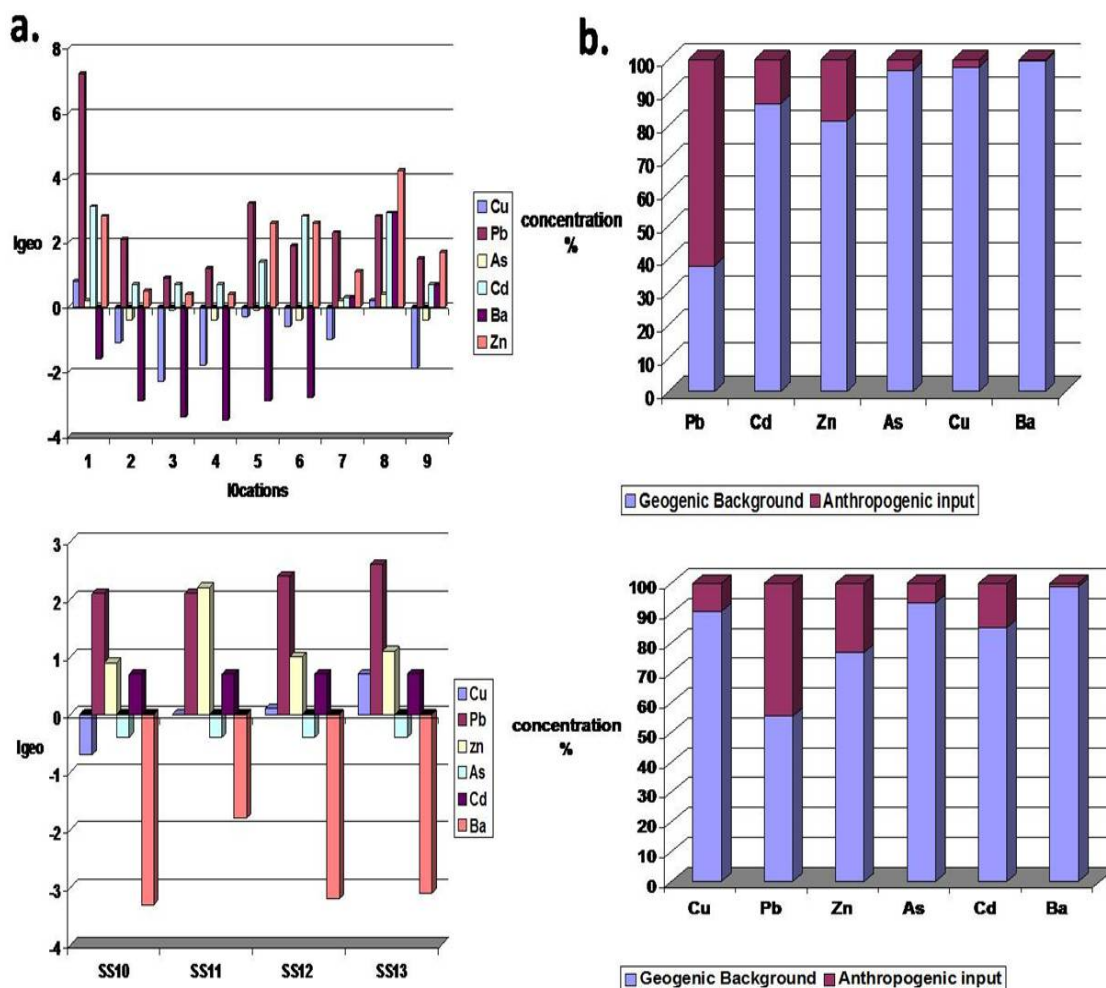 a.
8
6
4
2
0
-2
-4
Igeo
1 2 3 4 5 6 7 8 9
l0cations
Cu
Pb
As
Cd
Ba
Zn
b.
100
90
80
70
60
50
40
30
20
10
0
concentration
%
Pb Cd Zn As Cu Ba
Geogenic Background Anthropogenic input
3
2
1
0
-1
-2
-3
-4
Igeo
SS10 SS11 SS12 SS13
Cu
Pb
zn
As
Cd
Ba
100
90
80
70
60
50
40
30
20
10
0
concentration
%
Cu Pb Zn As Cd Ba
Geogenic Background Anthropogenic input